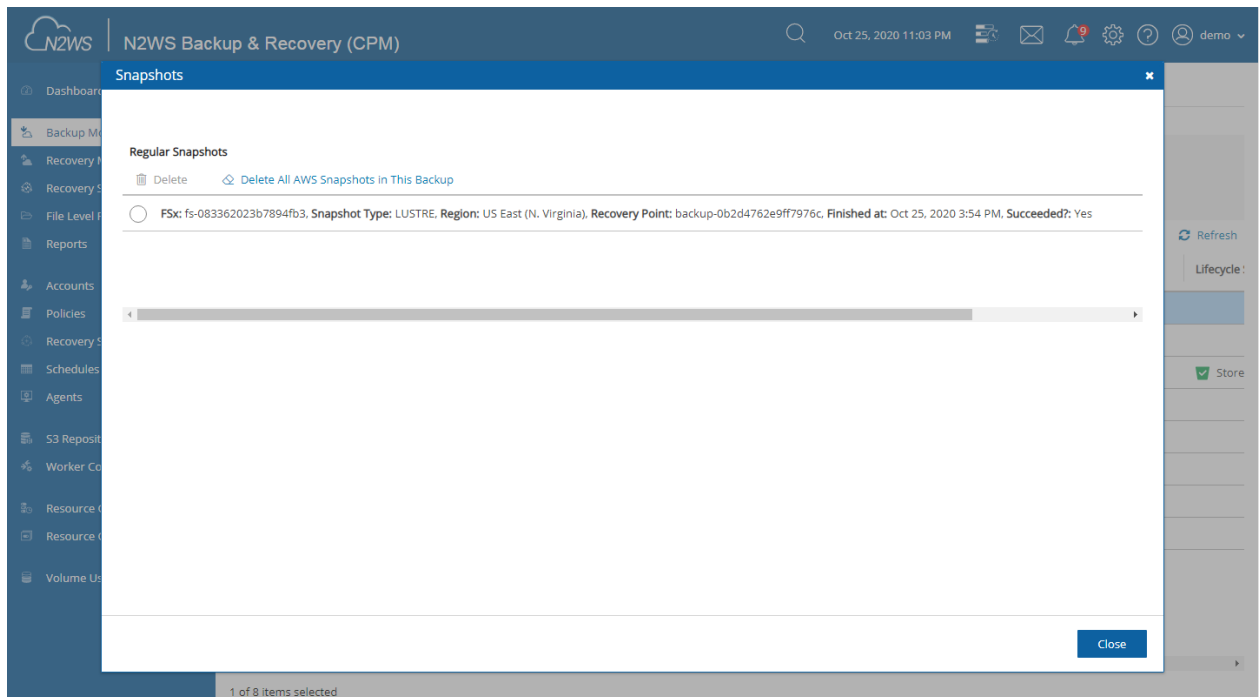 N2WS
N2WS Backup & Recovery (CPM)
Oct 25, 2020 11:03 PM
9
demo
Snapshots
Dashboard
Backup Mo
Recovery M
Recovery S
File Level R
Reports
Accounts
Policies
Recovery S
Schedules
Agents
S3 Reposit
Worker Co
Resource C
Resource C
Volume Us
Regular Snapshots
Delete
Delete All AWS Snapshots in This Backup
FSx: fs-083362023b7894fb3, Snapshot Type: LUSTRE, Region: US East (N. Virginia), Recovery Point: backup-0b2d4762e9ff7976c, Finished at: Oct 25, 2020 3:54 PM, Succeeded?: Yes
Refresh
Lifecycle
Store
Close
1 of 8 items selected